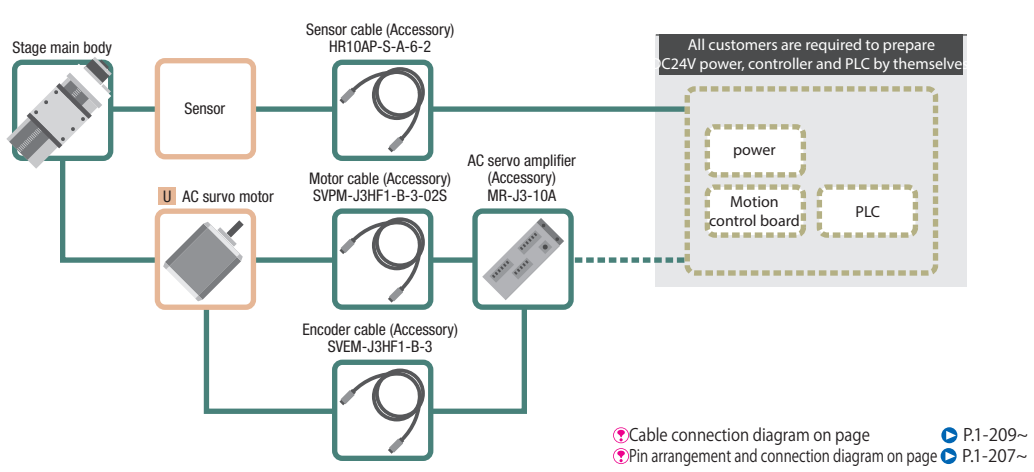 Stage main body
Sensor cable (Accessory)
HR10AP-S-A-6-2
All customers are required to prepare
DC24V power, controller and PLC by themselves
Sensor
power
Motion
control board
PLC
U AC survo motor
Motor cable (Accessory)
SVPM-J3HF1-B-3-02S
AC servo amplifier
(Accessory)
MR-J3-10A
Encoder cable (Accessory)
SVEM-J3HF1-B-3
Cable connection diagram on page P.1-209~
Pin arrangement and connection diagram on page P.1-207~